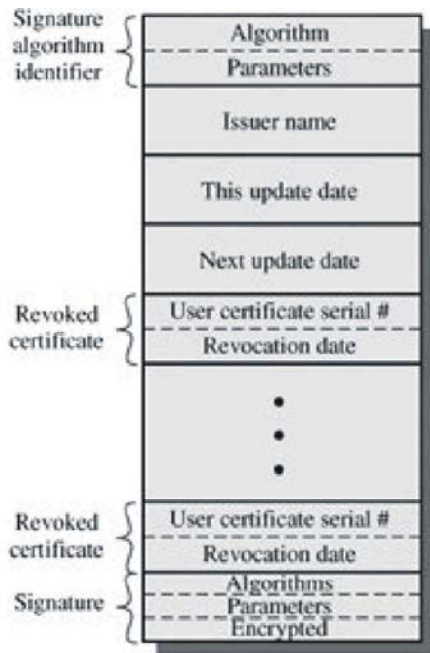 Signature
algorithm
identifier
Algorithm
Parameters
Issuer name
This update date
Next update date
Revoked
certificate
User certificate serial #
Revocation date
Revoked
certificate
User certificate serial #
Revocation date
Signature
Algorithms
Parameters
Encrypted